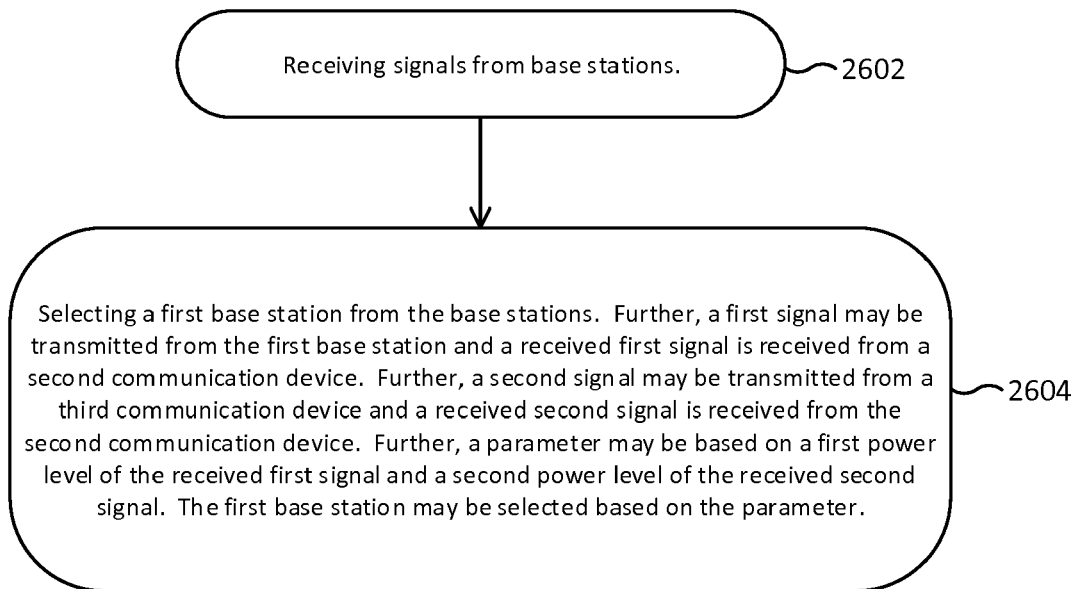 Receiving signals from base stations.
2602
Selecting a first base station from the base stations. Further, a first signal may be
transmitted from the first base station and a received first signal is received from a
second communication device. Further, a second signal may be transmitted from a
third communication device and a received second signal is received from the
second communication device. Further, a parameter may be based on a first power
level of the received first signal and a second power level of the received second
signal. The first base station may be selected based on the parameter.
2604